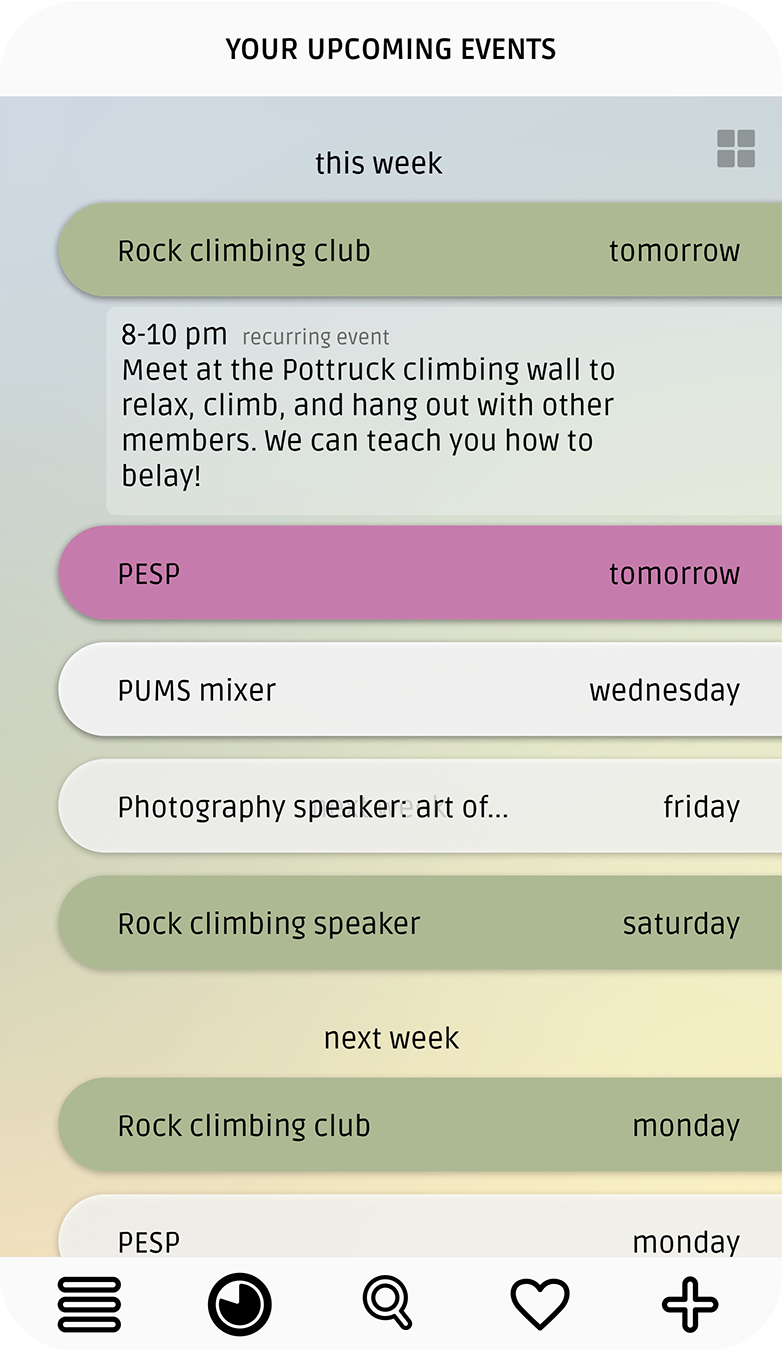 YOUR UPCOMING EVENTS
this week
Rock climbing club tomorrow
8-10 pm recurring event
Meet at the Pottruck climbing wall to
relax, climb, and hang out with other
members. We can teach you how to
belay!
PESP tomorrow
PUMS mixer wednesday
Photography speaker: art of... friday
Rock climbing speaker saturday
next week
Rock climbing club monday
PESP monday